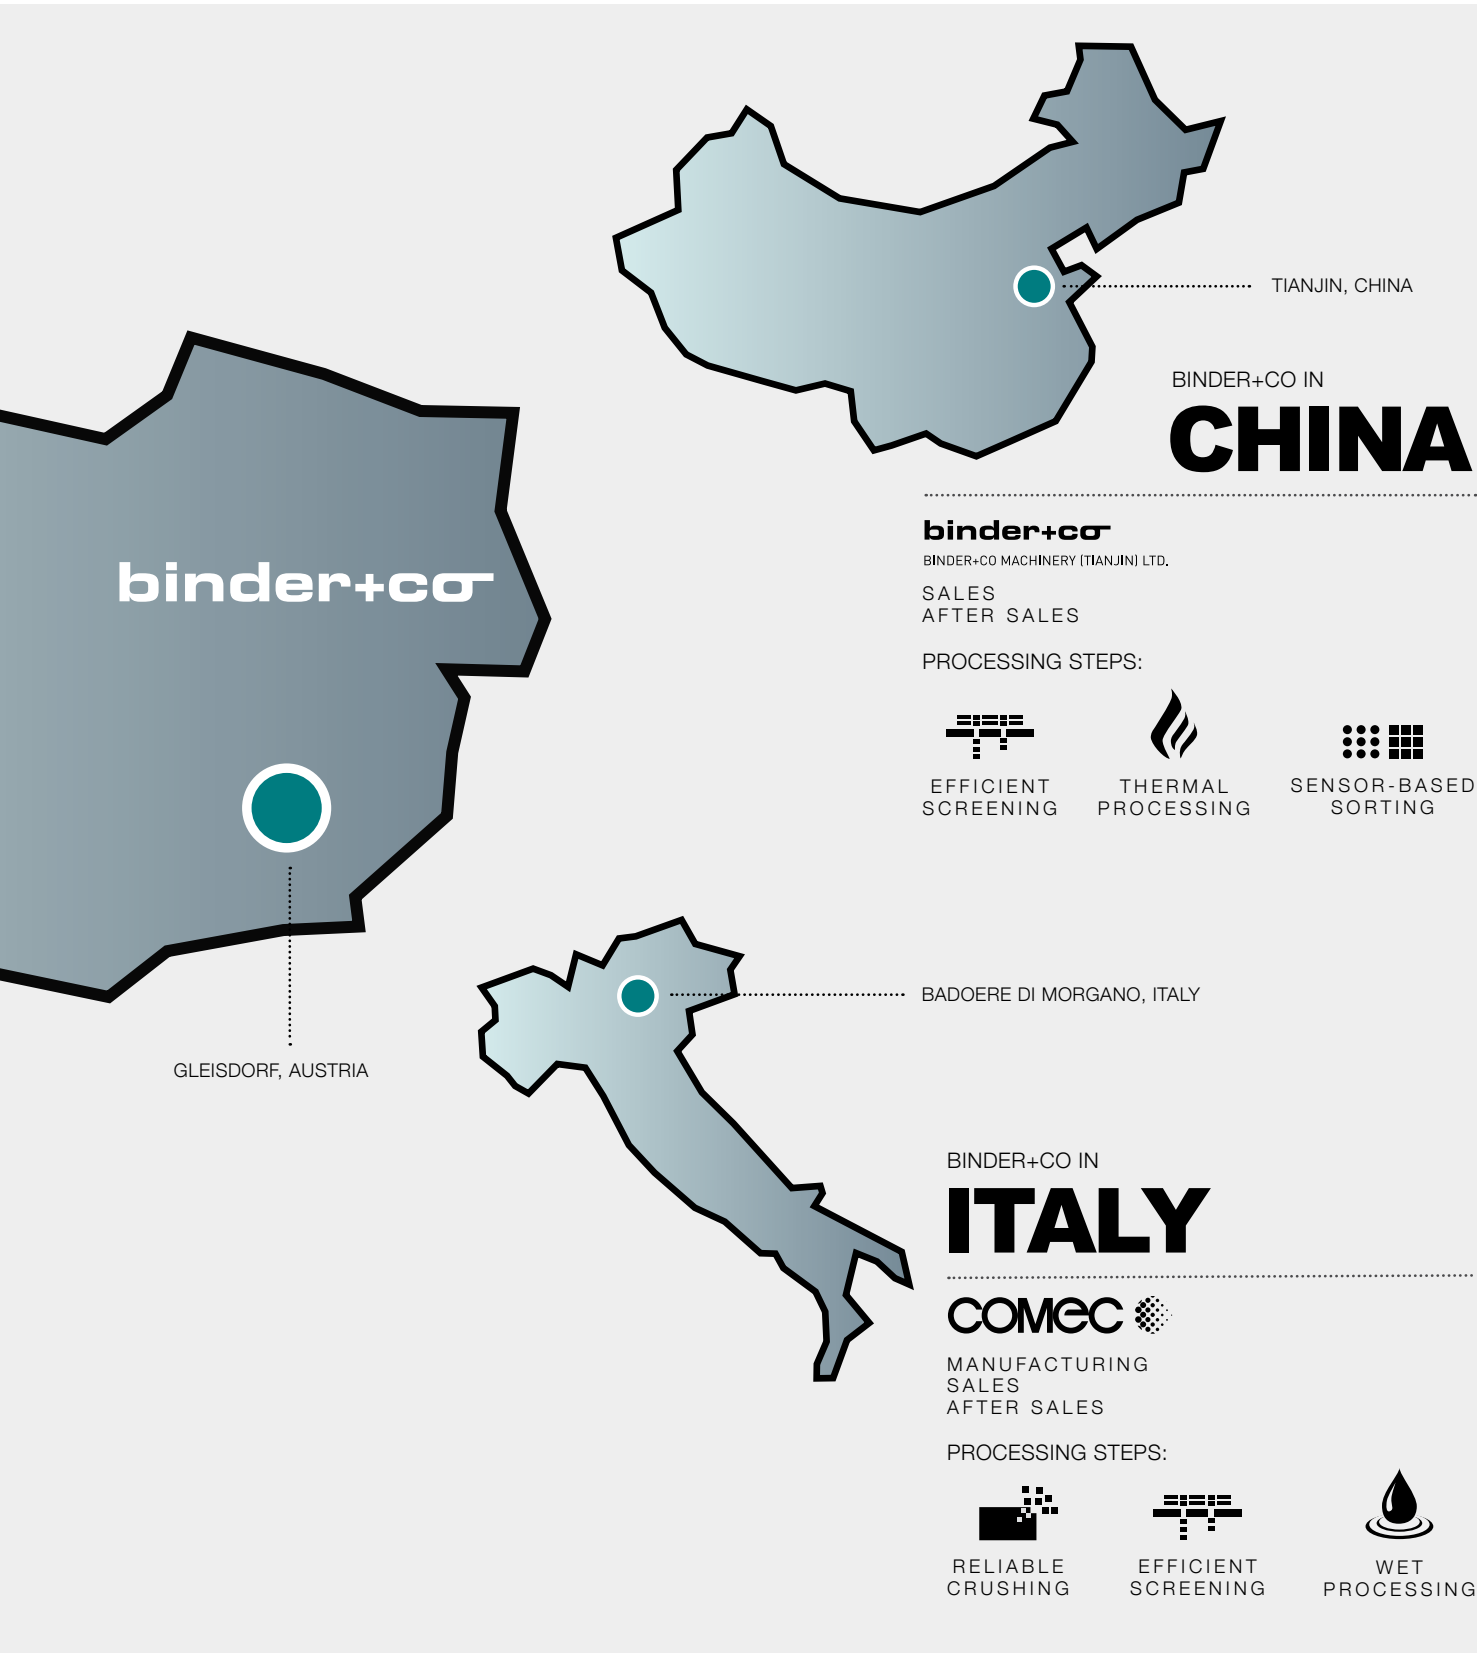 TIANJIN, CHINA
BINDER+CO IN
CHINA
binder+co
BINDER+CO MACHINERY (TIANJIN) LTD.
SALES
AFTER SALES
PROCESSING STEPS:
EFFICIENT
SCREENING
THERMAL
PROCESSING
SENSOR-BASED
SORTING
binder+co
GLEISDORF, AUSTRIA
BADOERE DI MORGANO, ITALY
BINDER+CO IN
ITALY
COMeC
MANUFACTURING
SALES
AFTER SALES
PROCESSING STEPS:
RELIABLE
CRUSHING
EFFICIENT
SCREENING
WET
PROCESSING